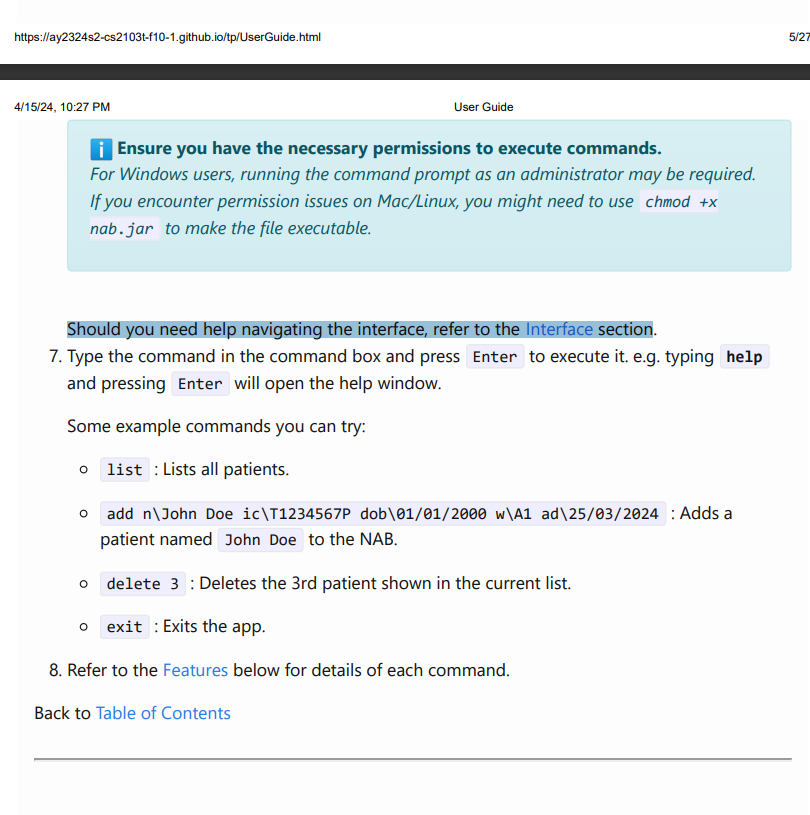 https://ay2324s2-cs2103t-f10-1.github.io/tp/UserGuide.html 5/27
4/15/24, 10:27 PM User Guide
i Ensure you have the necessary permissions to execute commands.
For Windows users, running the command prompt as an administrator may be required.
If you encounter permission issues on Mac/Linux, you might need to use chmod +x
nab.jar to make the file executable.
Should you need help navigating the interface, refer to the Interface section.
7. Type the command in the command box and press Enter to execute it. e.g. typing help
and pressing Enter will open the help window.
Some example commands you can try:
list : Lists all patients.
add n\John Doe ic\T1234567P dob\01/01/2000 w\A1 ad\25/03/2024 : Adds a
patient named John Doe to the NAB.
delete 3 : Deletes the 3rd patient shown in the current list.
exit : Exits the app.
8. Refer to the Features below for details of each command.
Back to Table of Contents